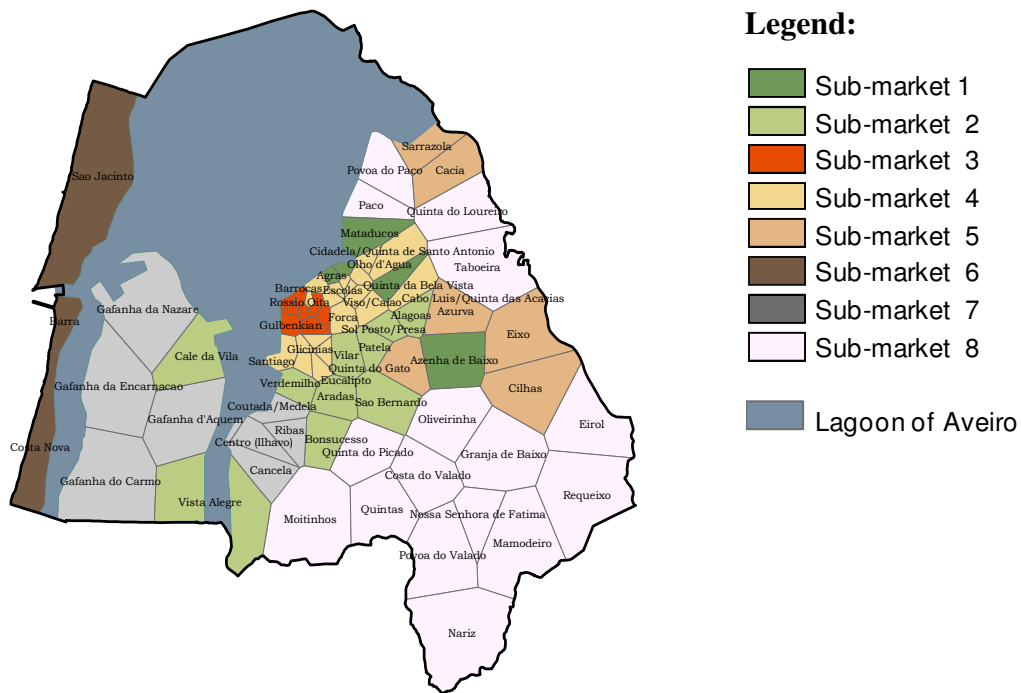 Legend:
Sub-market 1
Sub-market 2
Sub-market 3
Sub-market 4
Sub-market 5
Sub-market 6
Sub-market 7
Sub-market 8
Lagoon of Aveiro
Sarrazola
Povoa do Paco
Cacia
Sao Jacinto
Paco
Quinta do Loureiro
Mataducos
Cidadela/Quinta de Santo Antonio
Olho d'Agua
Taboeira
Agras
Barrocas
Escolas
Quinta da Bela Vista
Rossio
Oita
Viso/Caiao
Cabo
Luis/Quinta das Acacias
Gafanha da Nazare
Barra
Gulbenkian
Forca
Alagoas
Azurva
Sol Posto/Presa
Eixo
Cale da Vila
Santiago
Glicinias
Vilar
Patela
Quinta do Gato
Azenha de Baixo
Gafanha da Encarnacao
Verdemilho
Eucalipto
Aradas
Sao Bernardo
Cilhas
Coutada/Medela
Gafanha d'Aquem
Ribas
Oliveirinha
Eirol
Costa Nova
Centro (Ilhavo)
Bonsucesso
Quinta do Picado
Granja de Baixo
Cancela
Costa do Valado
Gafanha do Carmo
Vista Alegre
Requeixo
Moitinhos
Quintas
Nossa Senhora de Fatima
Mamodeiro
Povoa do Valado
Nariz